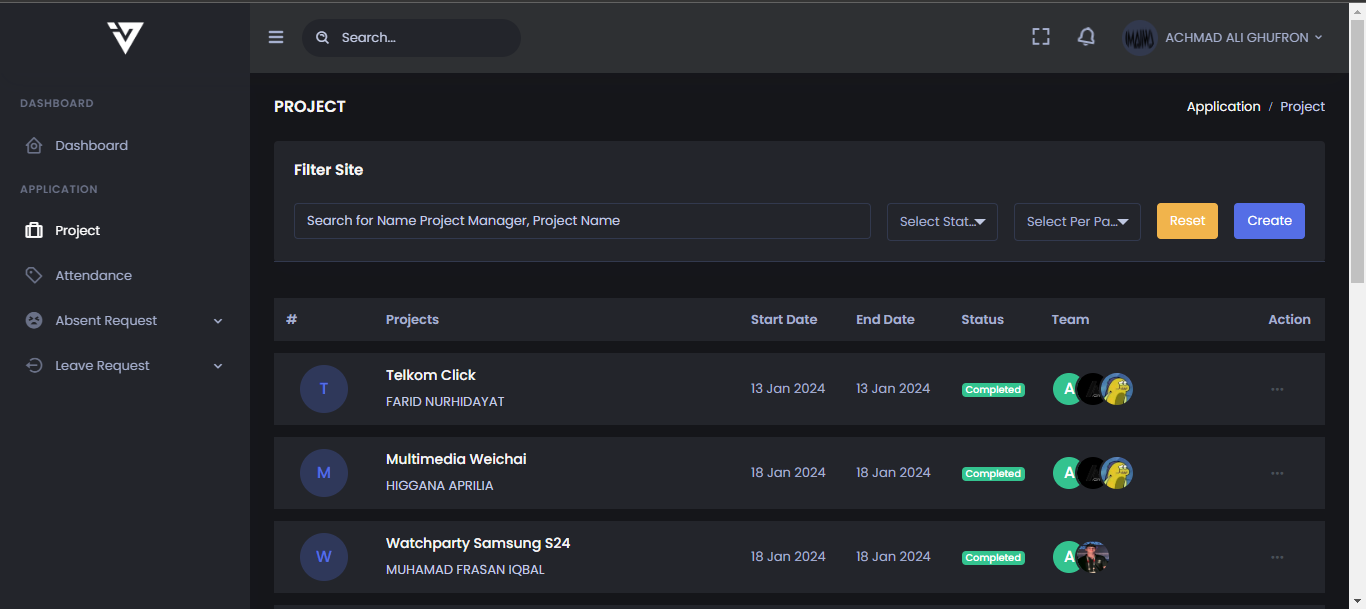 Search...
ACHMAD ALI GHUFRON
DASHBOARD
Dashboard
APPLICATION
Project
Attendance
Absent Request
Leave Request
PROJECT
Application / Project
Filter Site
Search for Name Project Manager, Project Name
Select Stat...
Select Per Pa...
Reset
Create
# Projects Start Date End Date Status Team Action
T
Telkom Click
FARID NURHIDAYAT
13 Jan 2024 13 Jan 2024 Completed A ...
M
Multimedia Weichai
HIGGANA APRILIA
18 Jan 2024 18 Jan 2024 Completed A ...
W
Watchparty Samsung S24
MUHAMAD FRASAN IQBAL
18 Jan 2024 18 Jan 2024 Completed A ...